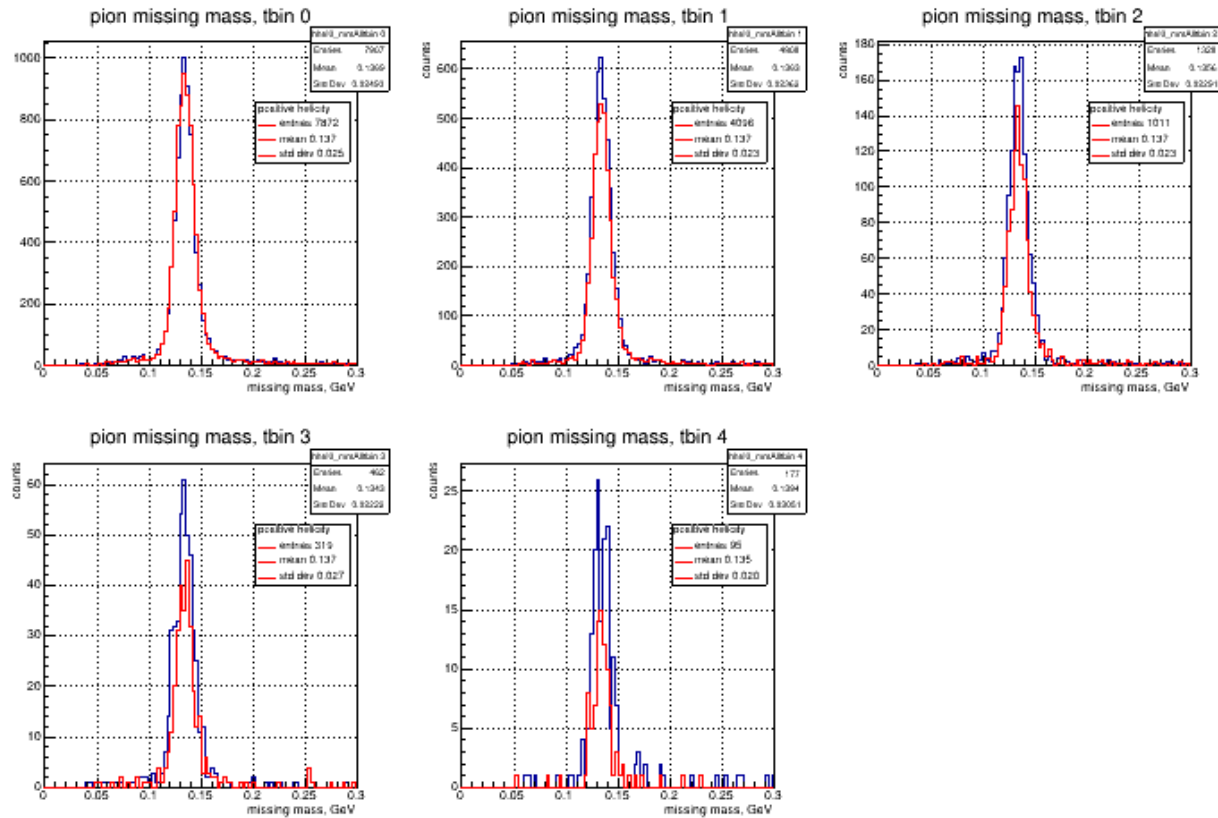 pion missing mass, tbin 0
Entries
Mean
Std Dev
positive helicity
entries 7872
mean 0.137
std dev 0.025
1000
800
600
400
200
0
0 0.05 0.1 0.15 0.2 0.25 0.3
missing mass, GeV
pion missing mass, tbin 1
counts
Entries
Mean
Std Dev
positive helicity
entries 4096
mean 0.137
std dev 0.023
600
500
400
300
200
100
0
0 0.05 0.1 0.15 0.2 0.25 0.3
missing mass, GeV
pion missing mass, tbin 2
counts
Entries
Mean
Std Dev
positive helicity
entries 1011
mean 0.137
std dev 0.023
180
160
140
120
100
80
60
40
20
0
0 0.05 0.1 0.15 0.2 0.25 0.3
missing mass, GeV
pion missing mass, tbin 3
counts
Entries 462
Mean
Std Dev
positive helicity
entries 319
mean 0.137
std dev 0.027
60
50
40
30
20
10
0
0 0.05 0.1 0.15 0.2 0.25 0.3
missing mass, GeV
pion missing mass, tbin 4
counts
Entries 177
Mean
Std Dev
positive helicity
entries 95
mean 0.135
std dev 0.020
25
20
15
10
5
0
0 0.05 0.1 0.15 0.2 0.25 0.3
missing mass, GeV